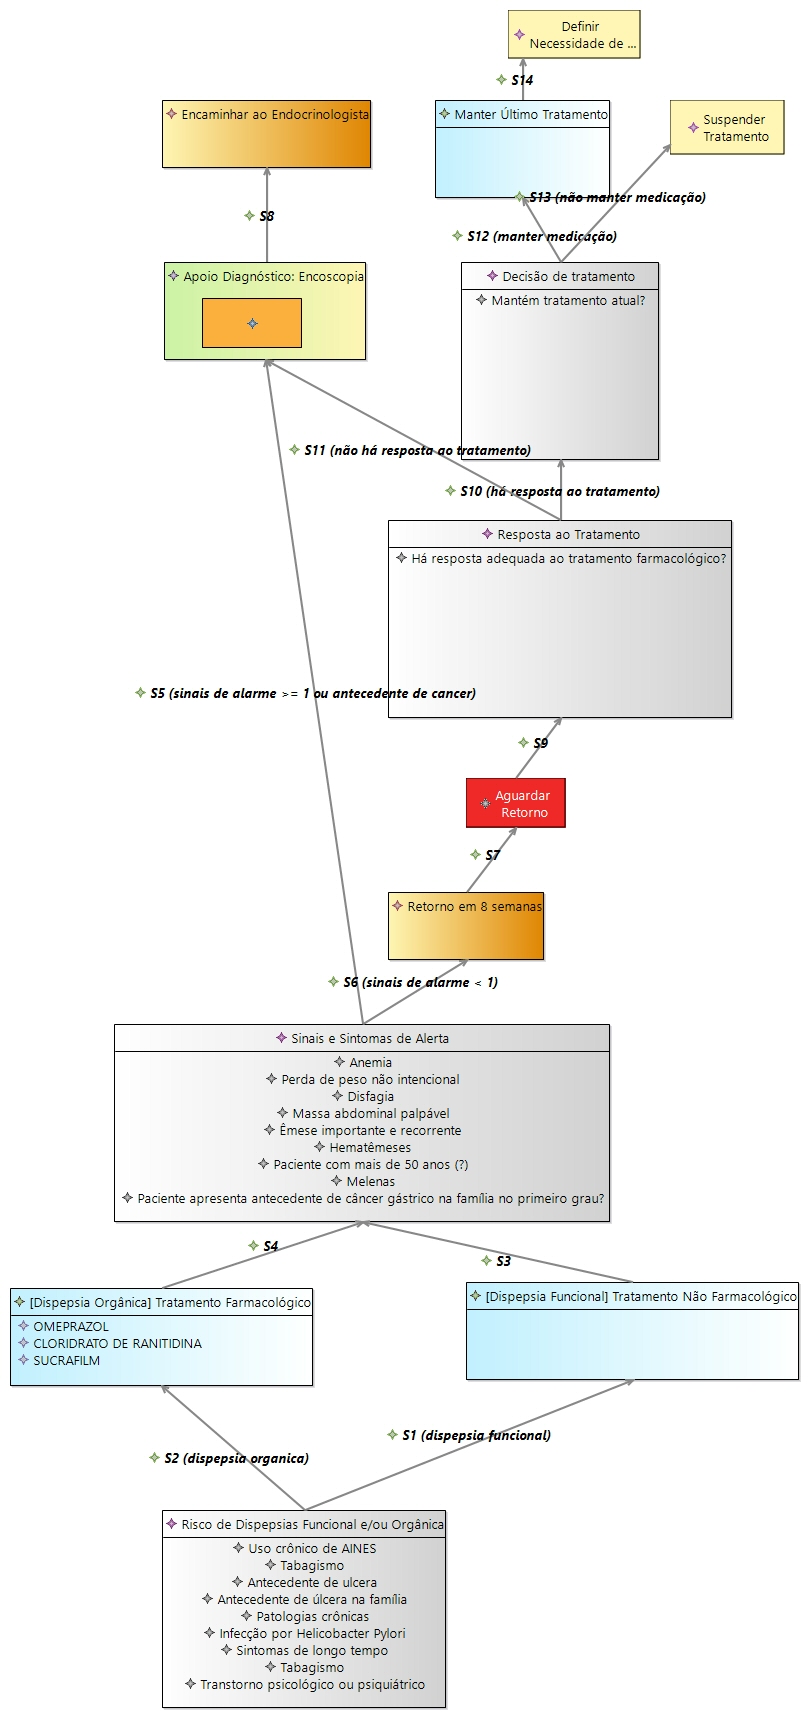 Definir
Necessidade de ...
S14
Encaminhar ao Endocrinologista
Manter Último Tratamento
Suspender
Tratamento
S13 (não manter medicação)
S8
S12 (manter medicação)
Apoio Diagnóstico: Encoscopia
Decisão de tratamento
Mantém tratamento atual?
S11 (não há resposta ao tratamento)
S10 (há resposta ao tratamento)
Resposta ao Tratamento
Há resposta adequada ao tratamento farmacológico?
S5 (sinais de alarme >= 1 ou antecedente de cancer)
S9
Aguardar
Retorno
S7
Retorno em 8 semanas
S6 (sinais de alarme < 1)
Sinais e Sintomas de Alerta
Anemia
Perda de peso não intencional
Disfagia
Massa abdominal palpável
Êmese importante e recorrente
Hematêmeses
Paciente com mais de 50 anos (?)
Melenas
Paciente apresenta antecedente de câncer gástrico na família no primeiro grau?
S4
S3
[Dispepsia Orgânica] Tratamento Farmacológico
OMEPRAZOL
CLORIDRATO DE RANITIDINA
SUCRAFILM
[Dispepsia Funcional] Tratamento Não Farmacológico
S1 (dispepsia funcional)
S2 (dispepsia organica)
Risco de Dispepsias Funcional e/ou Orgânica
Uso crônico de AINES
Tabagismo
Antecedente de ulcera
Antecedente de úlcera na família
Patologias crônicas
Infecção por Helicobacter Pylori
Sintomas de longo tempo
Tabagismo
Transtorno psicológico ou psiquiátrico